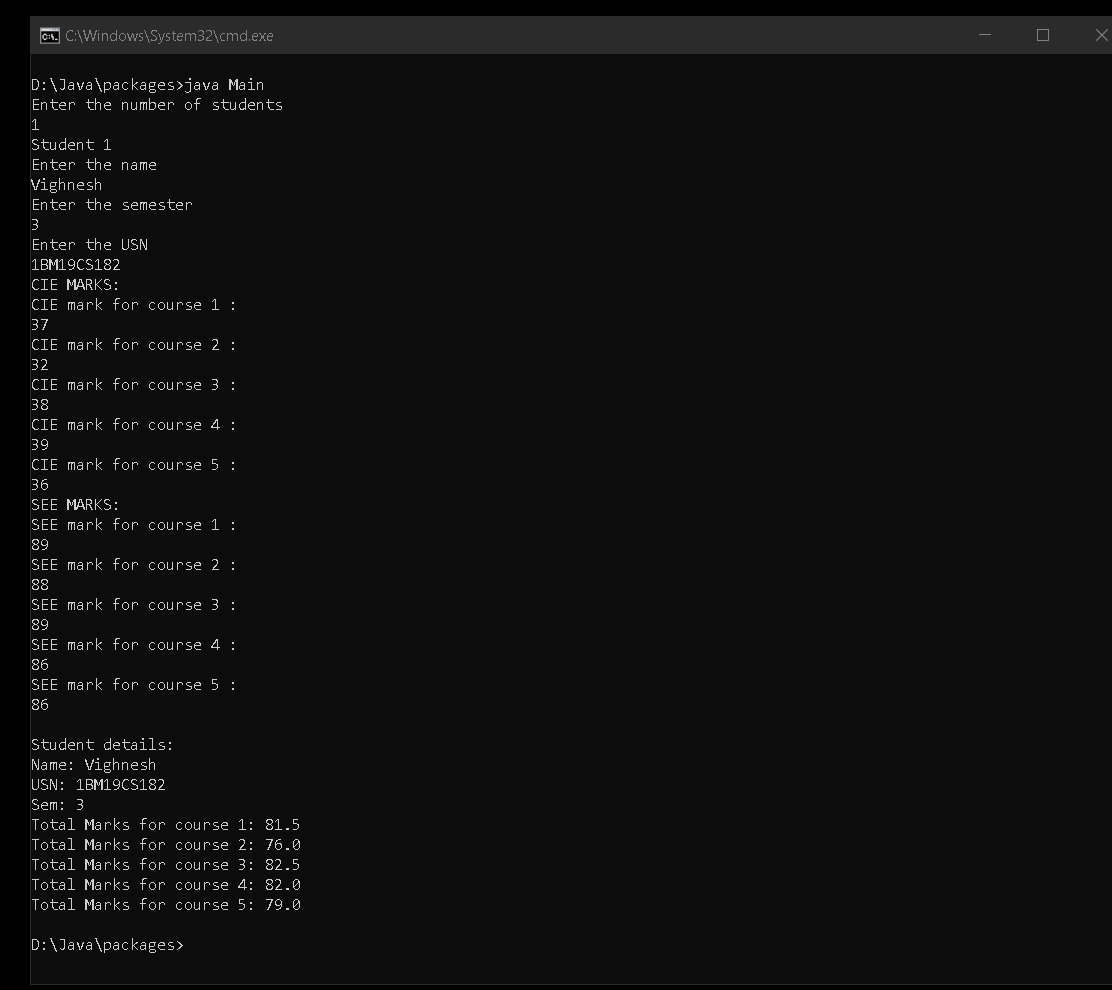 C:\Windows\System32\cmd.exe
D:\Java\packages>java Main
Enter the number of students
1
Student 1
Enter the name
Vighnesh
Enter the semester
3
Enter the USN
1BM19CS182
CIE MARKS:
CIE mark for course 1 :
37
CIE mark for course 2 :
32
CIE mark for course 3 :
38
CIE mark for course 4 :
39
CIE mark for course 5 :
36
SEE MARKS:
SEE mark for course 1 :
89
SEE mark for course 2 :
88
SEE mark for course 3 :
89
SEE mark for course 4 :
86
SEE mark for course 5 :
86
Student details:
Name: Vighnesh
USN: 1BM19CS182
Sem: 3
Total Marks for course 1: 81.5
Total Marks for course 2: 76.0
Total Marks for course 3: 82.5
Total Marks for course 4: 82.0
Total Marks for course 5: 79.0
D:\Java\packages>